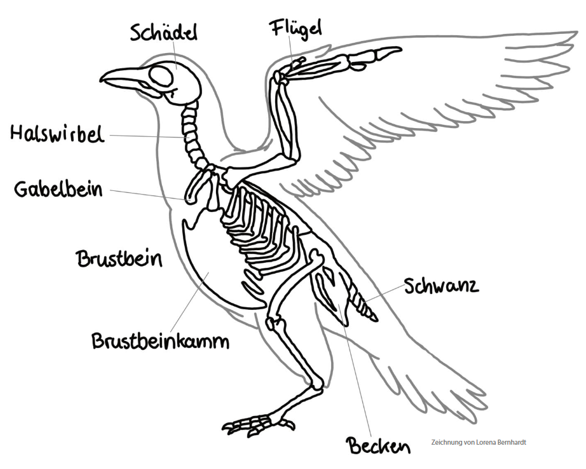 Schädel
Flügel
Halswirbel
Gabelbein
Brustbein
Schwanz
Brustbeinkamm
Becken
Zeichnung von Lorena Bernhardt